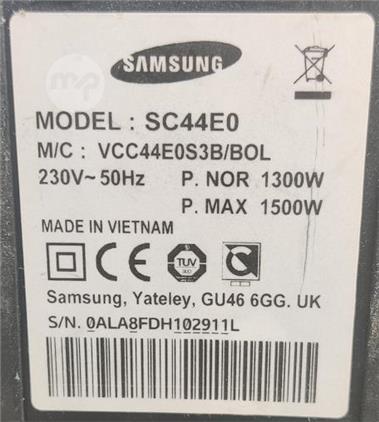 SAMSUNG
MODEL : SC44E0
M/C : VCC44E0S3B/BOL
230V~ 50Hz P. NOR 1300W
P. MAX 1500W
MADE IN VIETNAM
CE TUV
Samsung, Yateley, GU46 6GG. UK
S/N. 0ALA8FDH102911L